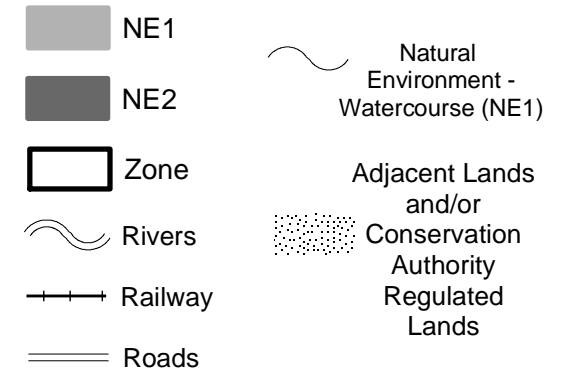 NE1
NE2
Zone
Rivers
Railway
Roads
Natural
Environment -
Watercourse (NE1)
Adjacent Lands
and/or
Conservation
Authority
Regulated
Lands